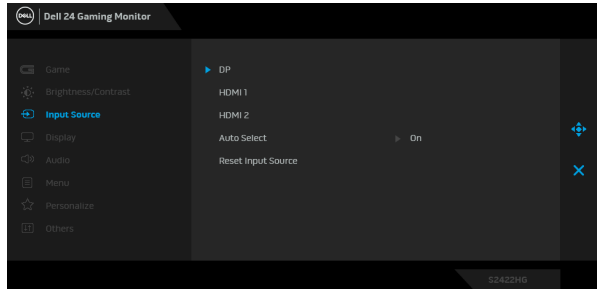 DELL
Dell 24 Gaming Monitor
Game
Brightness/Contrast
Input Source
Display
Audio
Menu
Personalize
Others
DP
HDMI 1
HDMI 2
Auto Select On
Reset Input Source
S2422HG